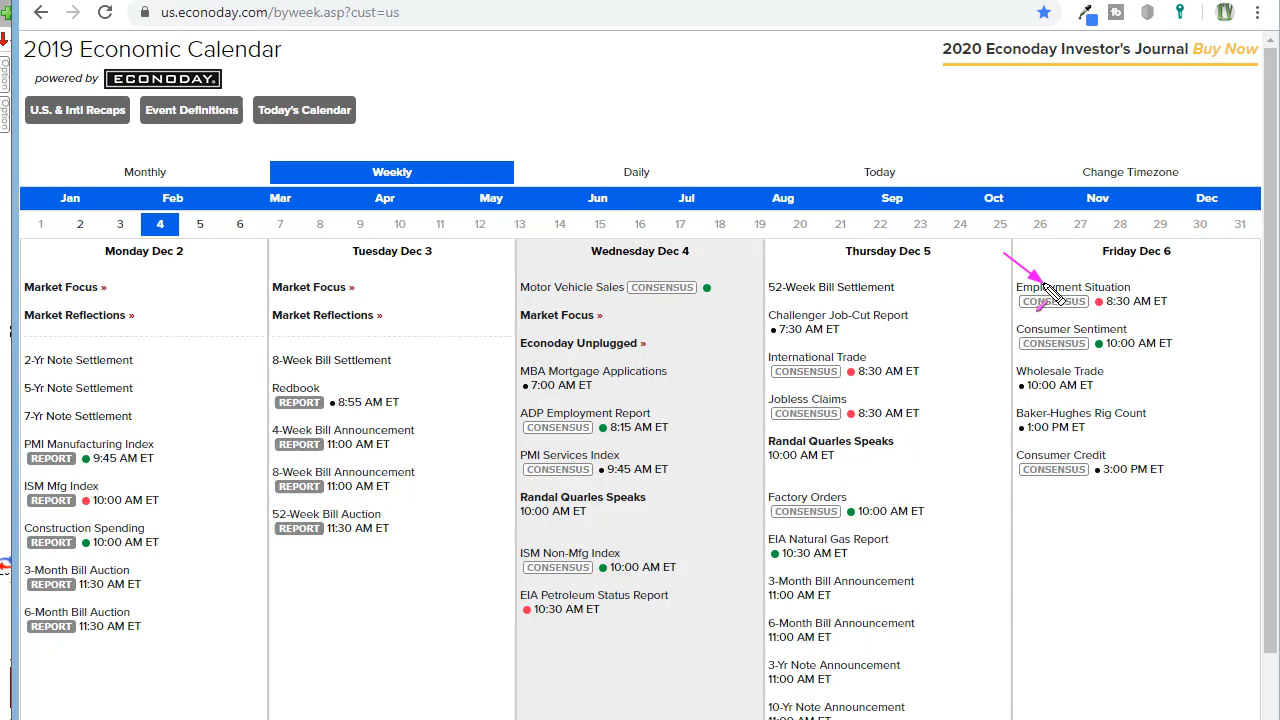 us.econoday.com/byweek.asp?cust=us
2019 Economic Calendar
2020 Econoday Investor's Journal Buy Now
powered by ECONODAY.
U.S. & Intl Recaps Event Definitions Today's Calendar
Monthly Weekly Daily Today Change Timezone
Jan Feb Mar Apr May Jun Jul Aug Sep Oct Nov Dec
1 2 3 4 5 6 7 8 9 10 11 12 13 14 15 16 17 18 19 20 21 22 23 24 25 26 27 28 29 30 31
Monday Dec 2
Market Focus »
Market Reflections »
2-Yr Note Settlement
5-Yr Note Settlement
7-Yr Note Settlement
PMI Manufacturing Index
REPORT 9:45 AM ET
ISM Mfg Index
REPORT 10:00 AM ET
Construction Spending
REPORT 10:00 AM ET
3-Month Bill Auction
REPORT 11:30 AM ET
6-Month Bill Auction
REPORT 11:30 AM ET
Tuesday Dec 3
Market Focus »
Market Reflections »
8-Week Bill Settlement
Redbook
REPORT 8:55 AM ET
4-Week Bill Announcement
REPORT 11:00 AM ET
8-Week Bill Announcement
REPORT 11:00 AM ET
52-Week Bill Auction
REPORT 11:30 AM ET
Wednesday Dec 4
Motor Vehicle Sales CONSENSUS
Market Focus »
Econoday Unplugged »
MBA Mortgage Applications
7:00 AM ET
ADP Employment Report
CONSENSUS 8:15 AM ET
PMI Services Index
CONSENSUS 9:45 AM ET
Randal Quarles Speaks
10:00 AM ET
ISM Non-Mfg Index
CONSENSUS 10:00 AM ET
EIA Petroleum Status Report
10:30 AM ET
Thursday Dec 5
52-Week Bill Settlement
Challenger Job-Cut Report
7:30 AM ET
International Trade
CONSENSUS 8:30 AM ET
Jobless Claims
CONSENSUS 8:30 AM ET
Randal Quarles Speaks
10:00 AM ET
Factory Orders
CONSENSUS 10:00 AM ET
EIA Natural Gas Report
10:30 AM ET
3-Month Bill Announcement
11:00 AM ET
6-Month Bill Announcement
11:00 AM ET
3-Yr Note Announcement
11:00 AM ET
10-Yr Note Announcement
Friday Dec 6
Employment Situation
CONSENSUS 8:30 AM ET
Consumer Sentiment
CONSENSUS 10:00 AM ET
Wholesale Trade
10:00 AM ET
Baker-Hughes Rig Count
1:00 PM ET
Consumer Credit
CONSENSUS 3:00 PM ET
Option
Option